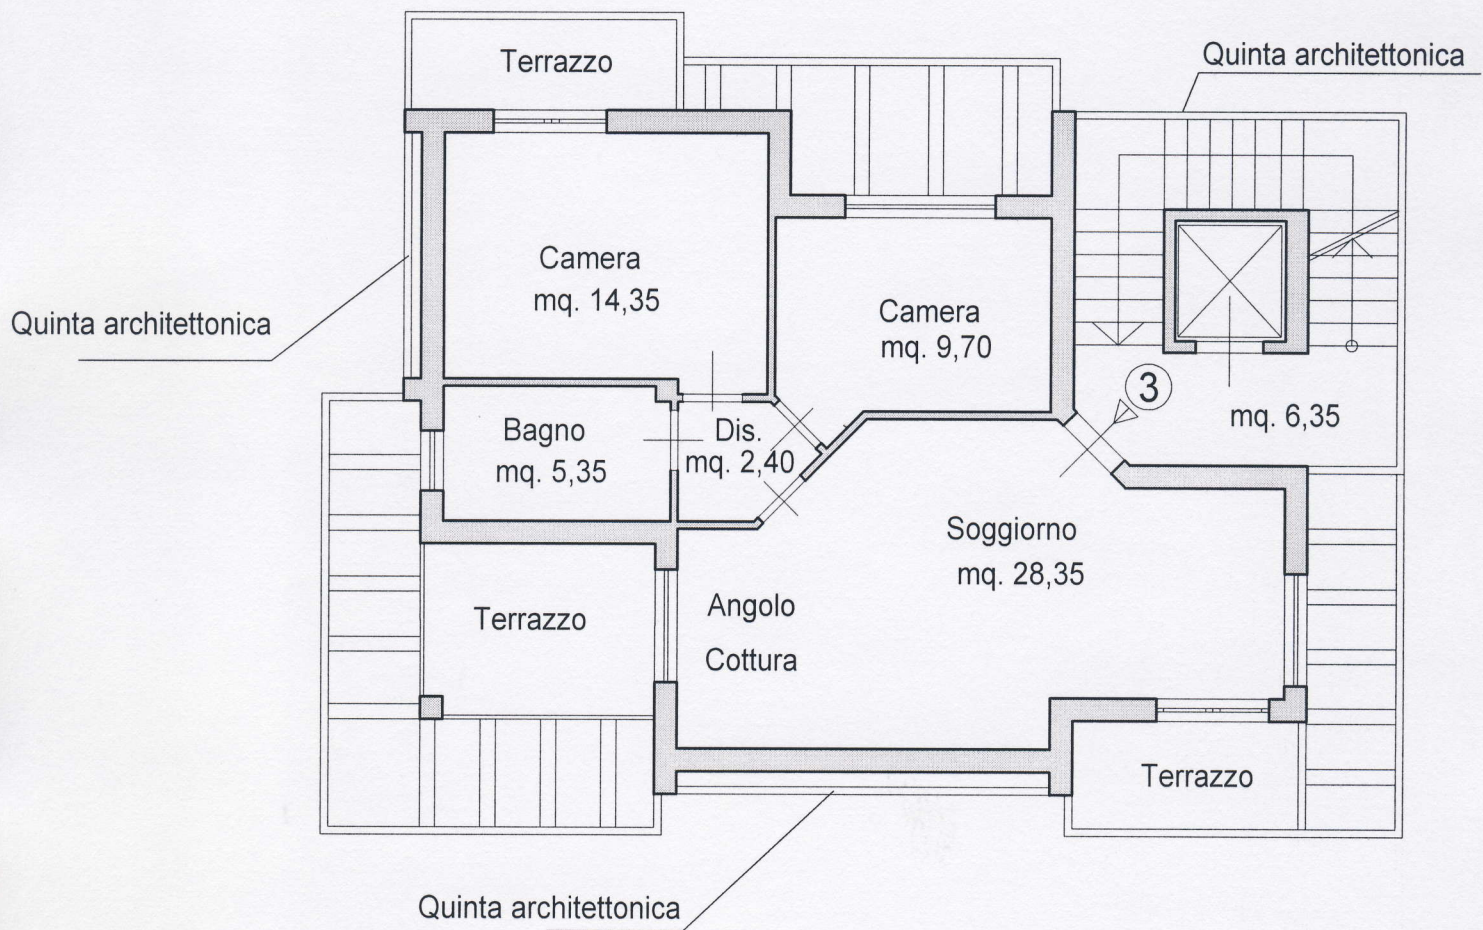 Terrazzo
Quinta architettonica
Camera
mq. 14,35
Quinta architettonica
Camera
mq. 9,70
3
mq. 6,35
Bagno
mq. 5,35
Dis.
mq. 2,40
Soggiorno
mq. 28,35
Terrazzo
Angolo
Cottura
Terrazzo
Quinta architettonica